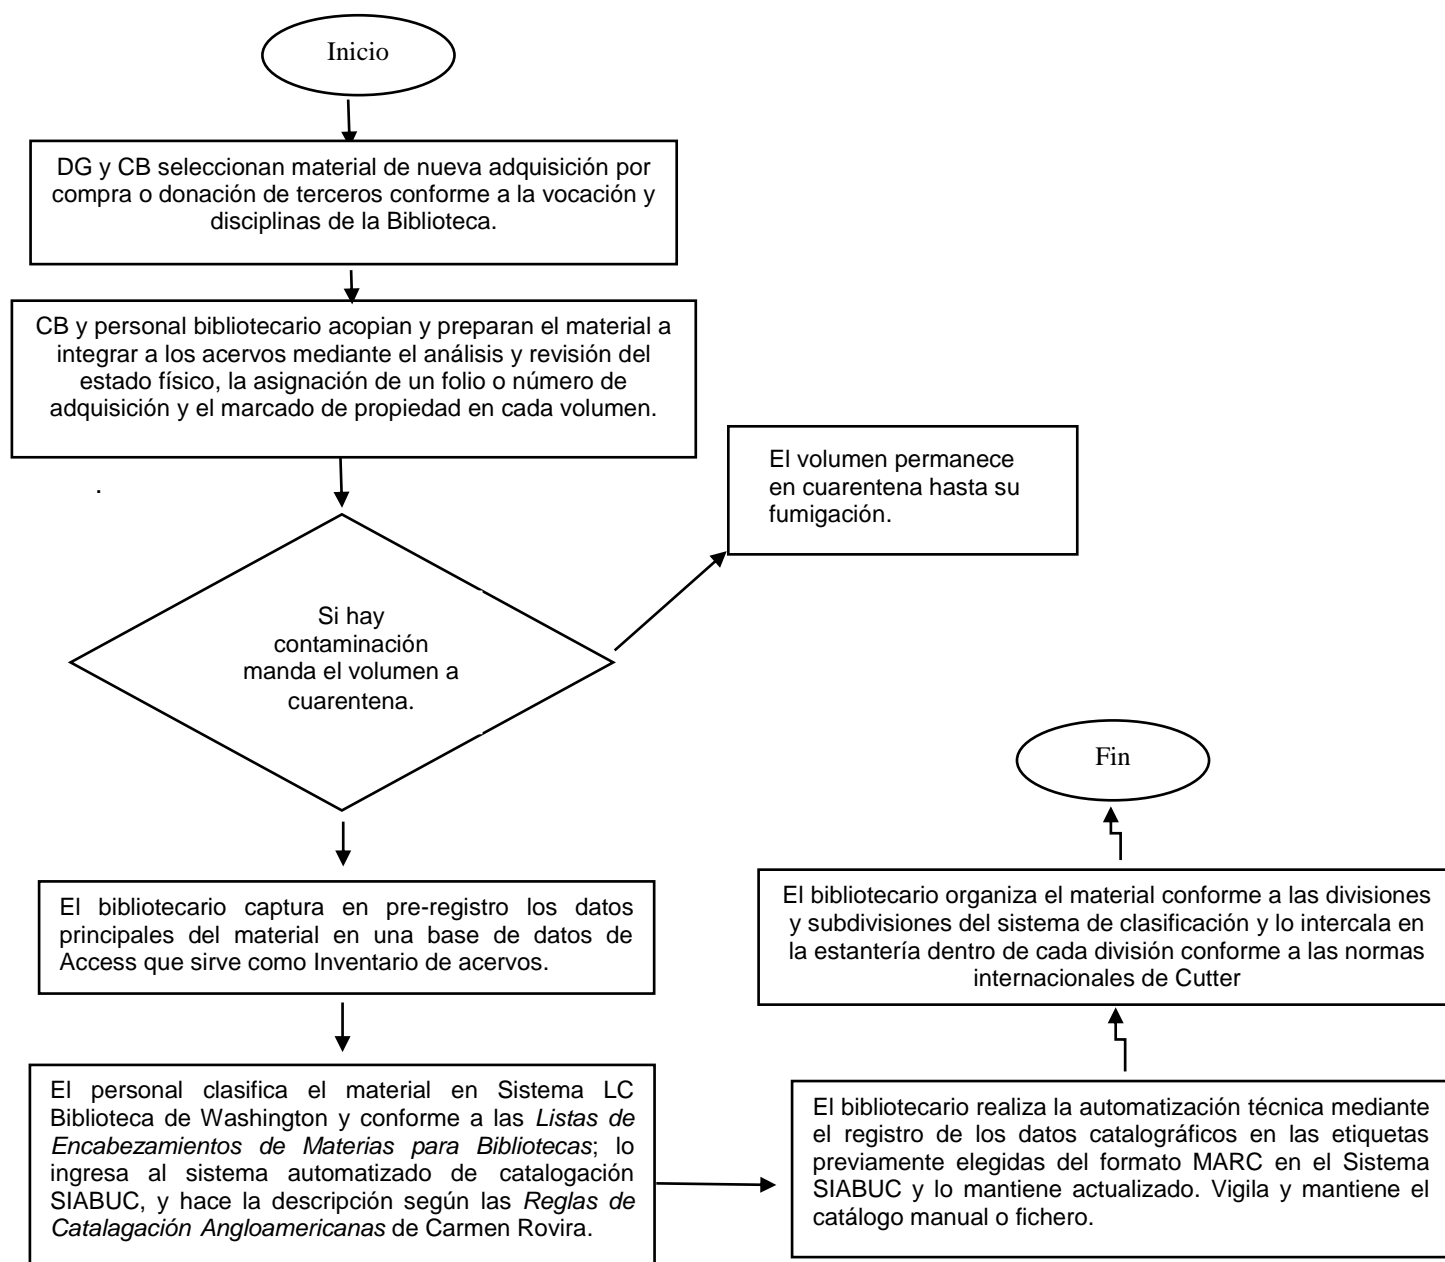 Inicio
DG y CB seleccionan material de nueva adquisición por
compra o donación de terceros conforme a la vocación y
disciplinas de la Biblioteca.
CB y personal bibliotecario acopian y preparan el material a
integrar a los acervos mediante el análisis y revisión del
estado físico, la asignación de un folio o número de
adquisición y el marcado de propiedad en cada volumen.
.
El volumen permanece
en cuarentena hasta su
fumigación.
Si hay
contaminación
manda el volumen a
cuarentena.
El bibliotecario captura en pre-registro los datos
principales del material en una base de datos de
Access que sirve como Inventario de acervos.
El personal clasifica el material en Sistema LC
Biblioteca de Washington y conforme a las Listas de
Encabezamientos de Materias para Bibliotecas; lo
ingresa al sistema automatizado de catalogación
SIABUC, y hace la descripción según las Reglas de
Catalagación Angloamericanas de Carmen Rovira.
El bibliotecario realiza la automatización técnica mediante
el registro de los datos catalográficos en las etiquetas
previamente elegidas del formato MARC en el Sistema
SIABUC y lo mantiene actualizado. Vigila y mantiene el
catálogo manual o fichero.
El bibliotecario organiza el material conforme a las divisiones
y subdivisiones del sistema de clasificación y lo intercala en
la estantería dentro de cada división conforme a las normas
internacionales de Cutter
Fin